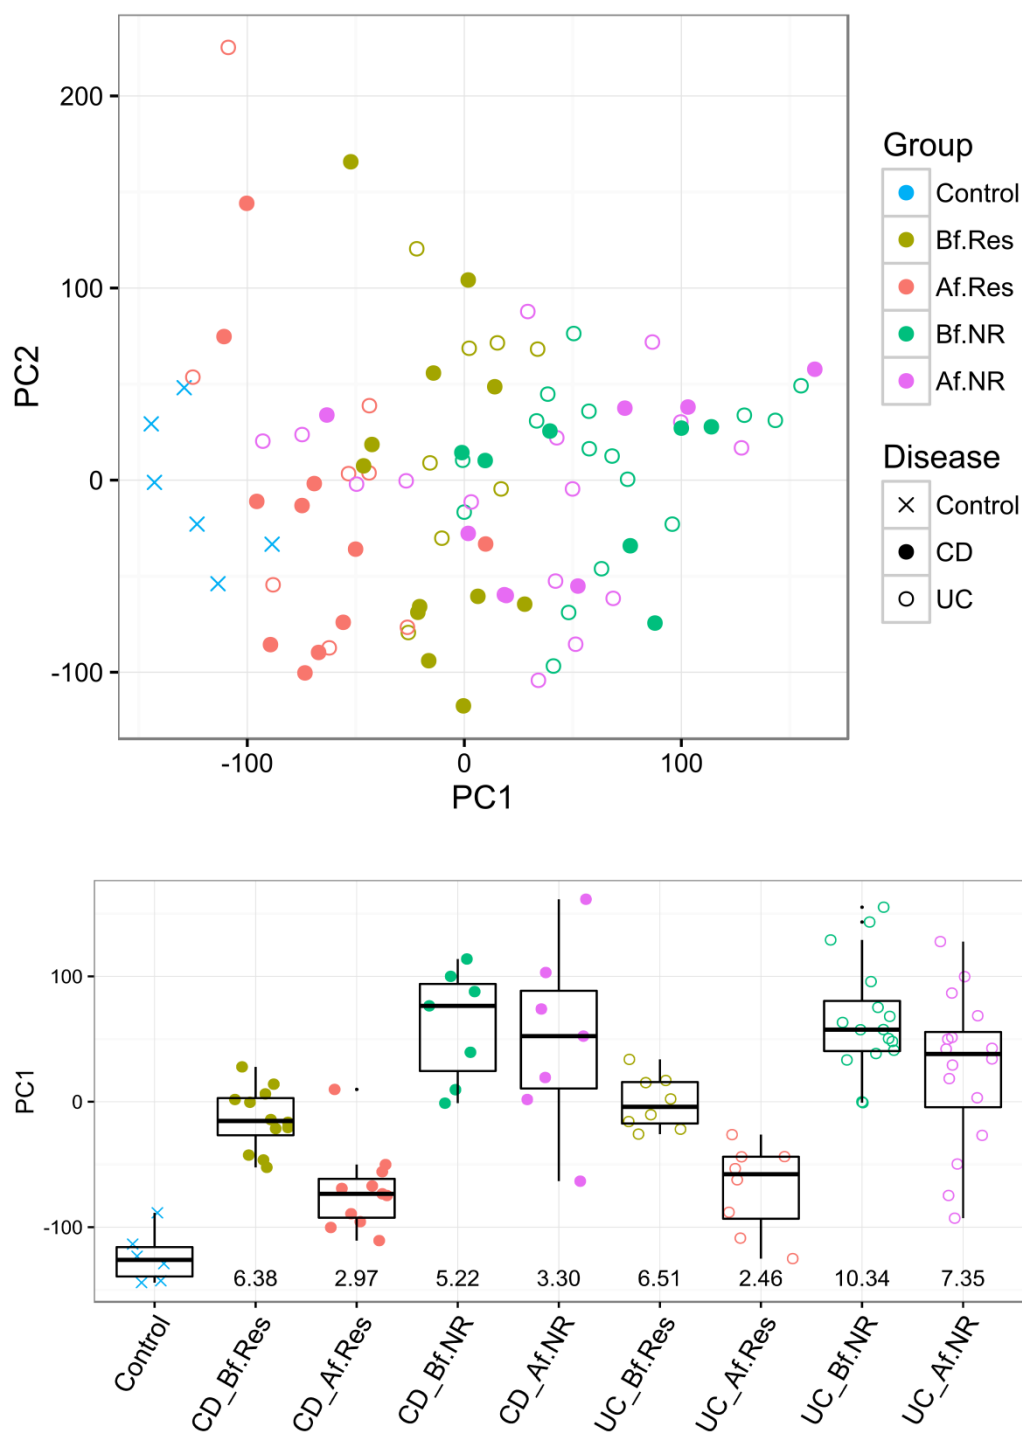 200
100
0
-100
PC2
-100
0
100
PC1
Group
Control
Bf.Res
Af.Res
Bf.NR
Af.NR
Disease
Control
CD
UC
100
0
-100
PC1
6.38
2.97
5.22
3.30
6.51
2.46
10.34
7.35
Control
CD_Bf.Res
CD_Af.Res
CD_Bf.NR
CD_Af.NR
UC_Bf.Res
UC_Af.Res
UC_Bf.NR
UC_Af.NR